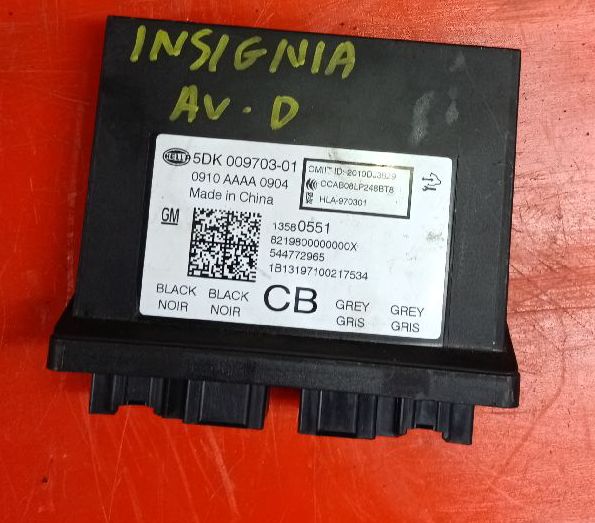 INSIGNIA
AV. D
HELLA 5DK 009703-01
0910 AAAA 0904
Made in China
CCAB08LP248BT8
HLA-970301
GM
13580551
8219800000000X
544772965
1B13197100217534
BLACK BLACK CB GREY GREY
NOIR NOIR GRIS GRIS